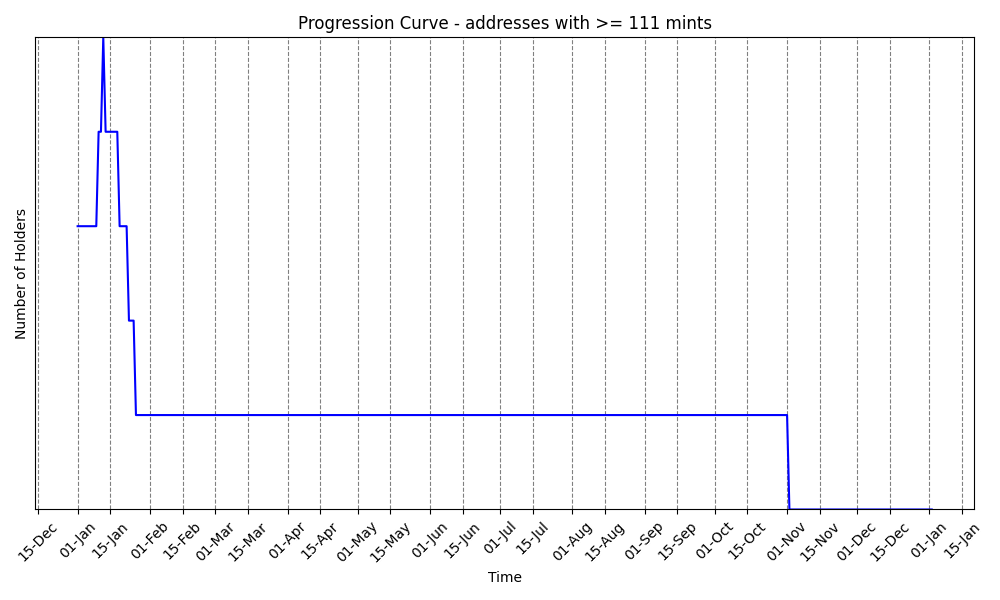 Progression Curve - addresses with >= 111 mints
Number of Holders
15-Dec
01-Jan
15-Jan
01-Feb
15-Feb
01-Mar
15-Mar
01-Apr
15-Apr
01-May
15-May
01-Jun
15-Jun
01-Jul
15-Jul
01-Aug
15-Aug
01-Sep
15-Sep
01-Oct
15-Oct
01-Nov
15-Nov
01-Dec
15-Dec
01-Jan
15-Jan
Time